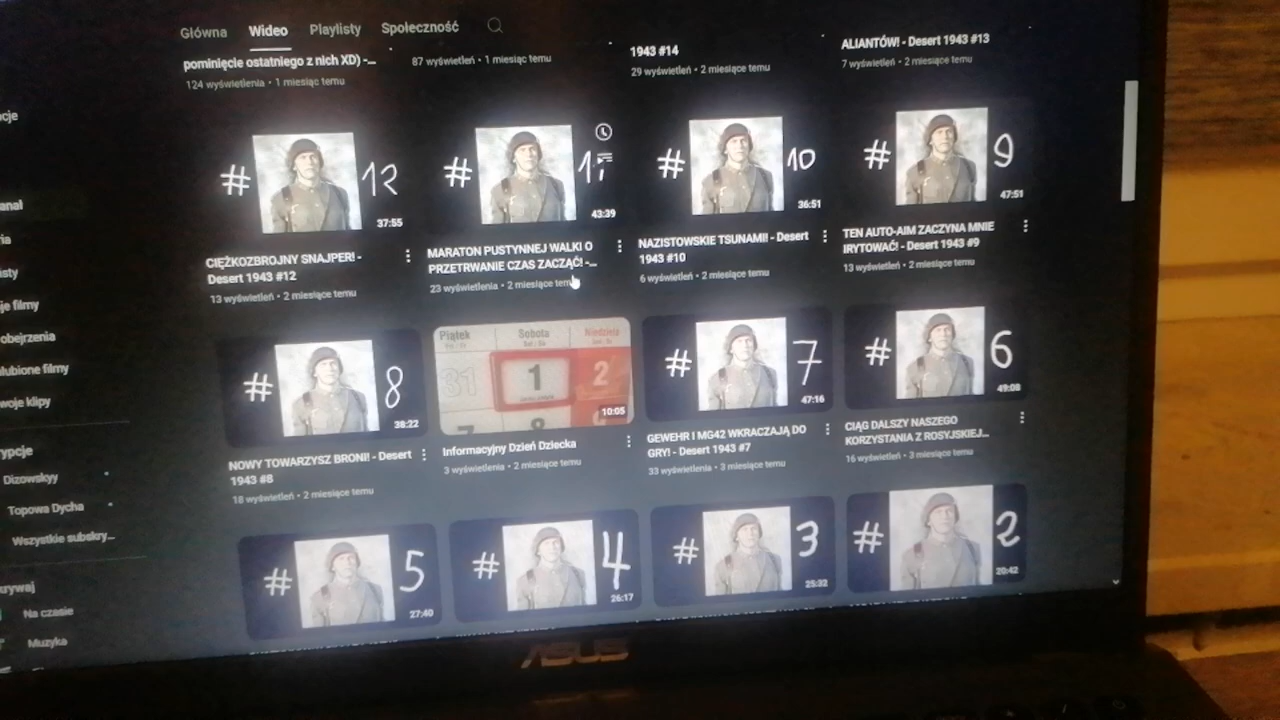 Główna Wideo Playlisty Społeczność
pominięcie ostatniego z nich XD) -...
124 wyświetlenia • 1 miesiąc temu
87 wyświetleń • 1 miesiąc temu
1943 #14
29 wyświetleń • 2 miesiące temu
ALIANTÓW! - Desert 1943 #13
7 wyświetleń • 2 miesiące temu
# 12
37:55
CIĘŻKOZBROJNY SNAJPER! -
Desert 1943 #12
13 wyświetleń • 2 miesiące temu
# 11
43:39
MARATON PUSTYNNEJ WALKI O
PRZETRWANIE CZAS ZACZĄĆ! -...
23 wyświetlenia • 2 miesiące temu
# 10
36:51
NAZISTOWSKIE TSUNAMI! - Desert
1943 #10
6 wyświetleń • 2 miesiące temu
# 9
47:51
TEN AUTO-AIM ZACZYNA MNIE
IRYTOWAĆ! - Desert 1943 #9
13 wyświetleń • 2 miesiące temu
# 8
38:22
NOWY TOWARZYSZ BRONI! - Desert
1943 #8
18 wyświetleń • 2 miesiące temu
Piątek Sobota Niedziela
31 1 2
10:05
Informacyjny Dzień Dziecka
3 wyświetlenia • 2 miesiące temu
# 7
47:16
GEWEHR I MG42 WKRACZAJĄ DO
GRY! - Desert 1943 #7
33 wyświetlenia • 3 miesiące temu
# 6
49:08
CIĄG DALSZY NASZEGO
KORZYSTANIA Z ROSYJSKIEJ...
16 wyświetleń • 3 miesiące temu
# 5
27:40
# 4
26:17
# 3
25:32
# 2
20:42
cje
anal
ria
isty
je filmy
obejrzenia
ulubione filmy
woje klipy
rypcje
Dizowskyy
Topowa Dycha
Wszystkie subskry...
krywaj
Na czasie
Muzyka
ASUS